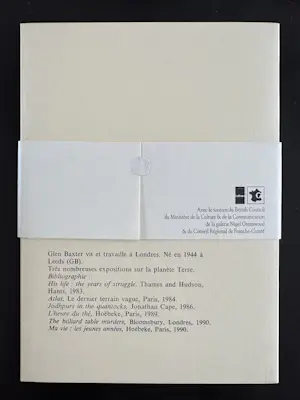 Avec le soutien du British Council
du Ministère de la Culture & de la Communication
de la galerie Nigel Greenwood
& du Conseil Régional de Franche-Comté
Glen Baxter vit et travaille à Londres. Né en 1944 à
Leeds (GB).
Très nombreuses expositions sur la planète Terre.
Bibliographie :
His life : the years of struggle. Thames and Hudson,
Hants, 1983.
Atlas. Le dernier terrain vague, Paris, 1984.
Jodhpurs in the quantocks, Jonathan Cape, 1986.
L'heure du thé, Hoëbeke, Paris, 1989.
The billiard table murders, Bloomsbury, Londres, 1990.
Ma vie : les jeunes années, Hoëbeke, Paris, 1990.